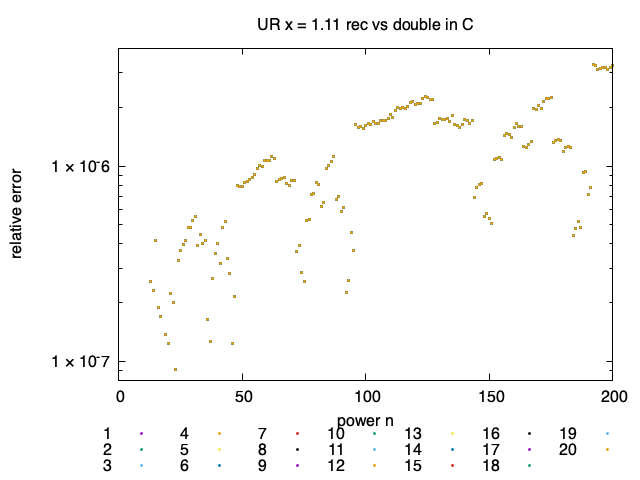 UR x = 1.11 rec vs double in C
relative error
1 × 10⁻⁶
1 × 10⁻⁷
0 50 100 150 200
power n
1 4 7 10 13 16 19
2 5 8 11 14 17 20
3 6 9 12 15 18